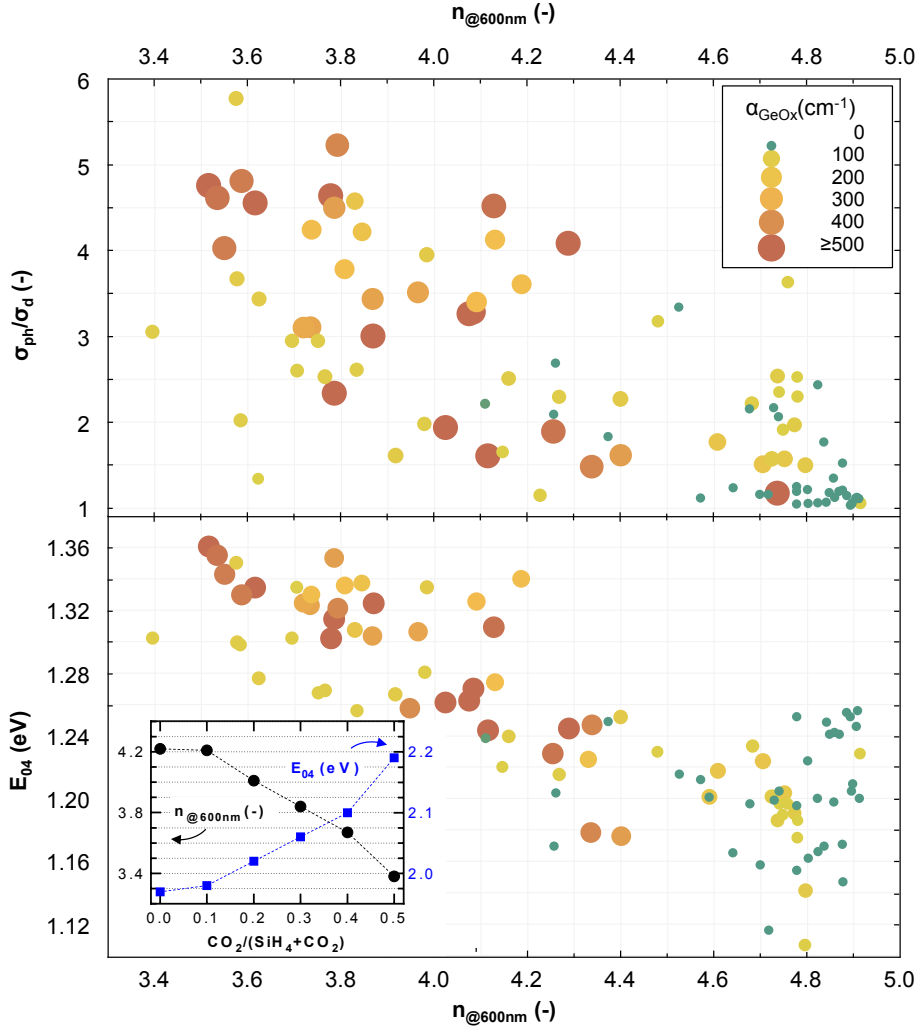 n@600nm (-)
3.4 3.6 3.8 4.0 4.2 4.4 4.6 4.8 5.0
6
5
4
3
2
1
σph/σd (-)
αGeOx(cm-1)
0
100
200
300
400
≥500
1.36
1.32
1.28
1.24
1.20
1.16
1.12
E04 (eV)
4.2
3.8
3.4
2.2
2.1
2.0
E04 (eV)
n@600nm (-)
0.0 0.1 0.2 0.3 0.4 0.5
CO2/(SiH4+CO2)
3.4 3.6 3.8 4.0 4.2 4.4 4.6 4.8 5.0
n@600nm (-)